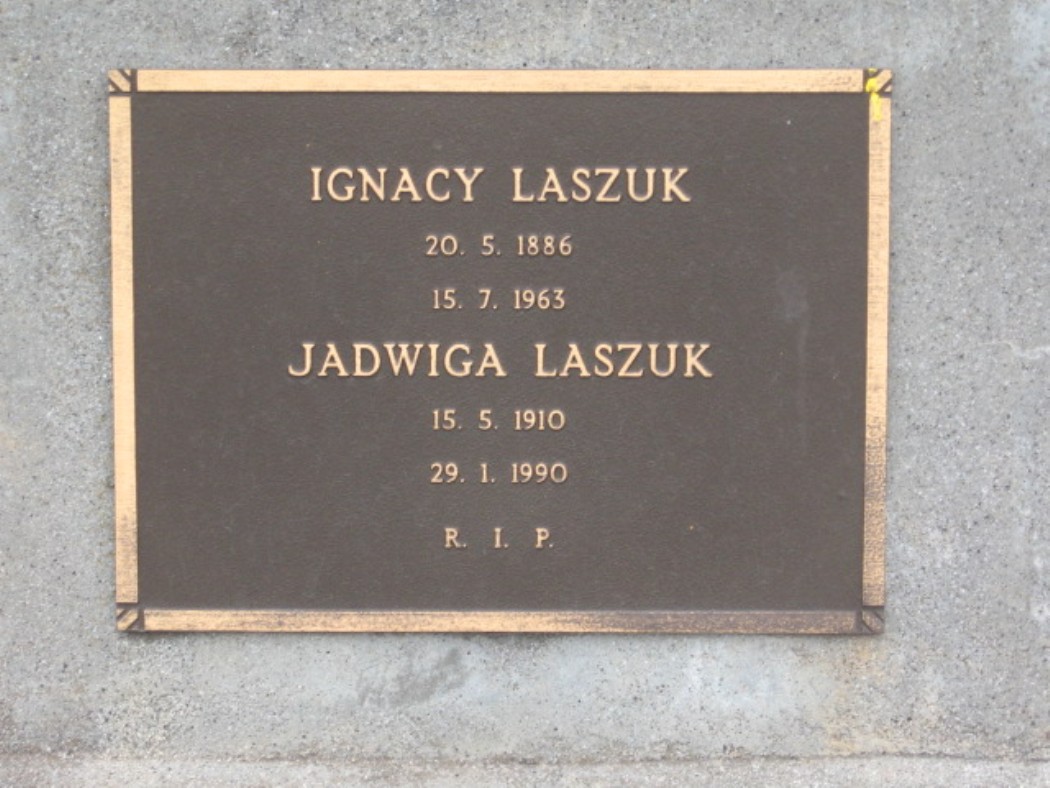 IGNACY LASZUK
20. 5. 1886
15. 7. 1963
JADWIGA LASZUK
15. 5. 1910
29. 1. 1990
R. I. P.